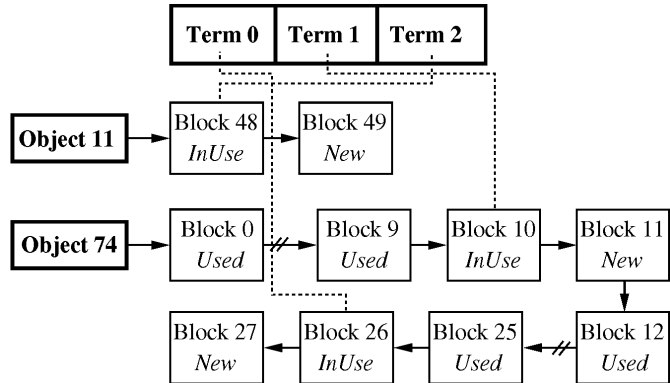 Term 0 Term 1 Term 2
Object 11
Block 48
InUse
Block 49
New
Object 74
Block 0
Used
Block 9
Used
Block 10
InUse
Block 11
New
Block 27
New
Block 26
InUse
Block 25
Used
Block 12
Used